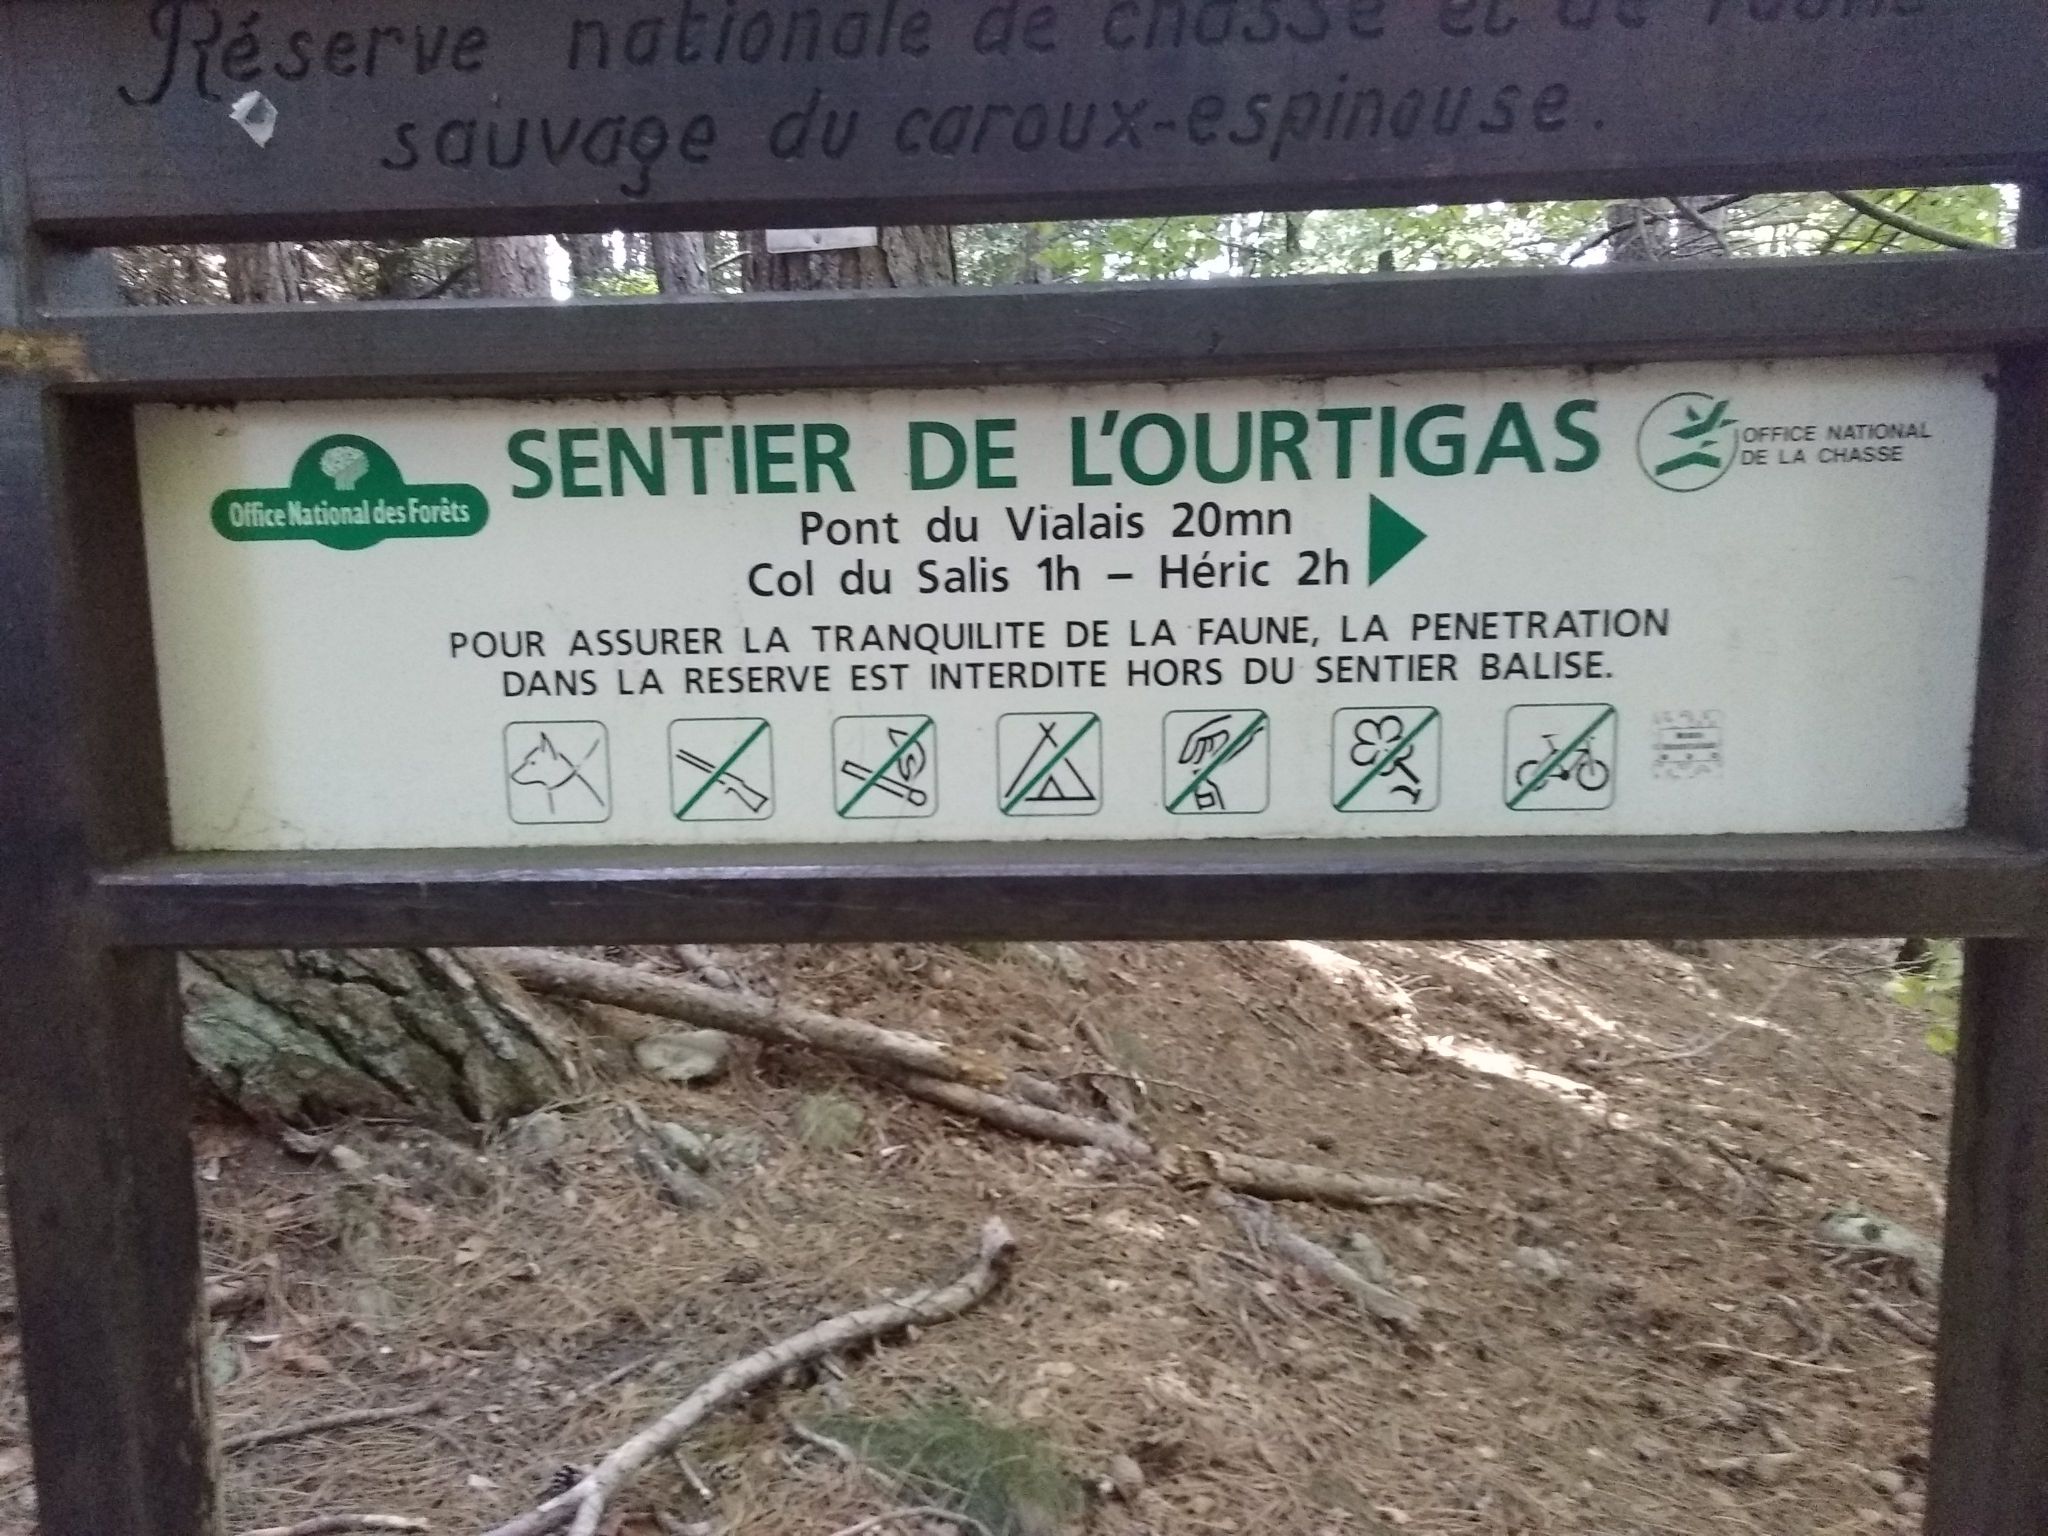 Réserve nationale de chasse et de faune
sauvage du caroux-espinouse.
Office National des Forêts
SENTIER DE L'OURTIGAS
OFFICE NATIONAL
DE LA CHASSE
Pont du Vialais 20mn
Col du Salis 1h – Héric 2h
POUR ASSURER LA TRANQUILITE DE LA FAUNE, LA PENETRATION
DANS LA RESERVE EST INTERDITE HORS DU SENTIER BALISE.